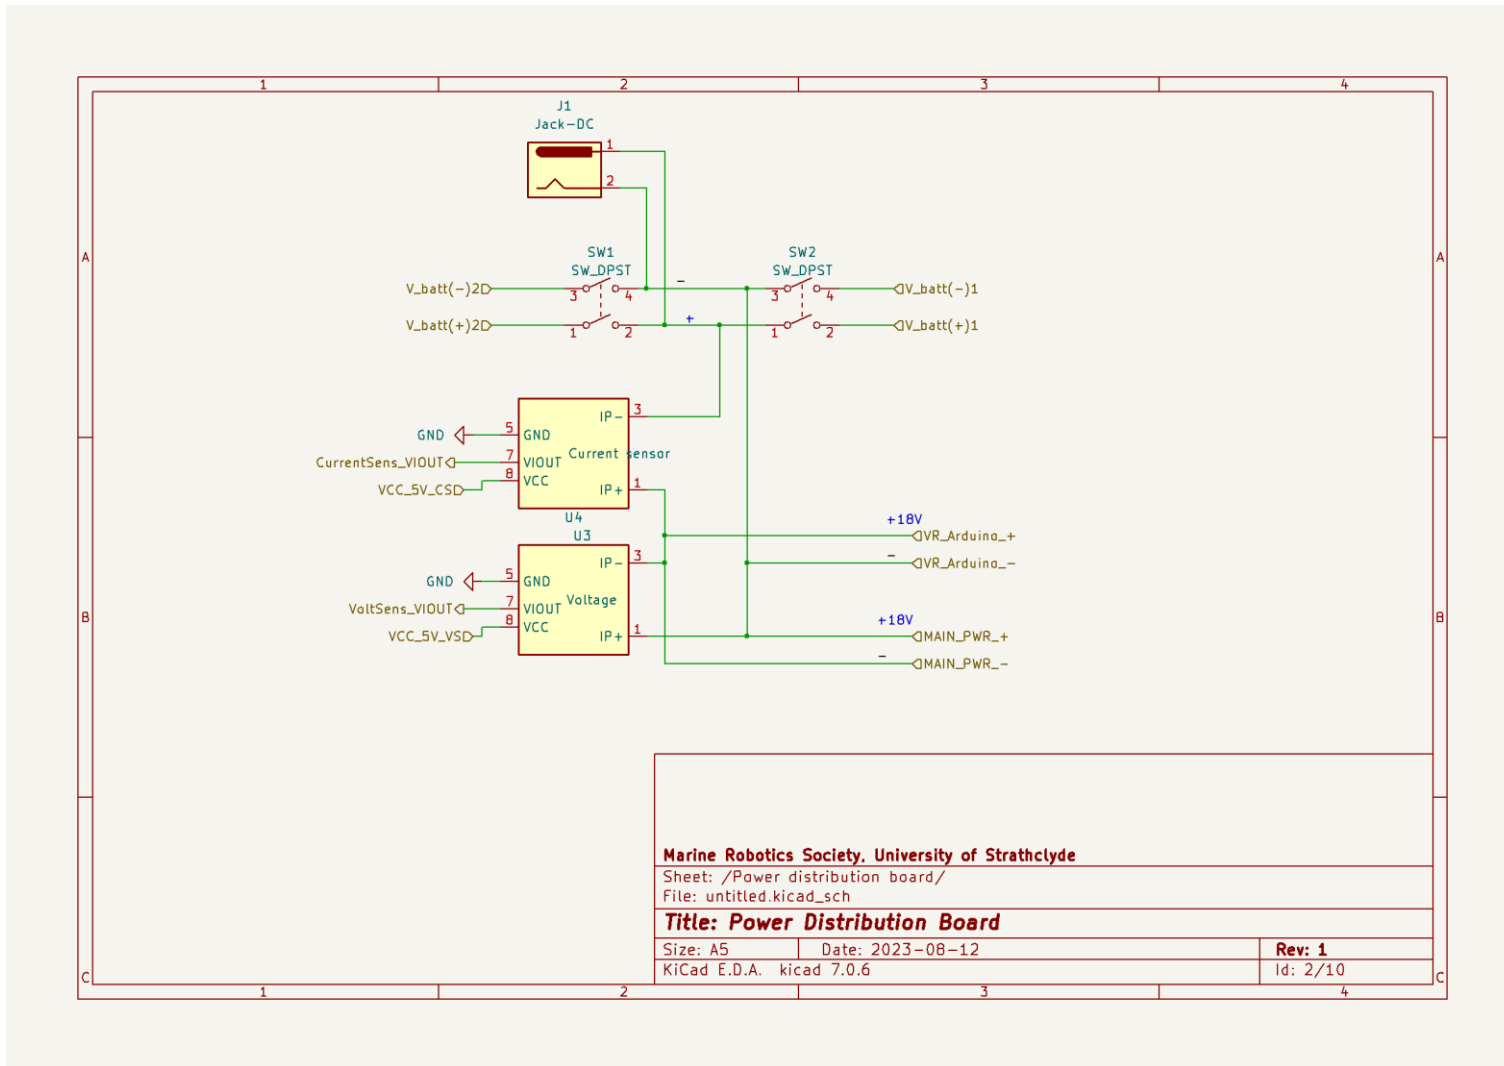 1 2 3 4
J1
Jack-DC
1
2
A A
SW1 SW2
SW_DPST SW_DPST
V_batt(-)2 3 4 - 3 4 V_batt(-)1
V_batt(+)2 1 2 + 1 2 V_batt(+)1
IP- 3
GND 5 GND
Current sensor
CurrentSens_VIOUT 7 VIOUT
VCC_5V_CS 8 VCC
IP+ 1
U4
+18V
U3
VR_Arduino_+
-
IP- 3 VR_Arduino_-
GND 5 GND
Voltage
VoltSens_VIOUT 7 VIOUT
B B
+18V
VCC_5V_VS 8 VCC
IP+ 1 MAIN_PWR_+
-
MAIN_PWR_-
Marine Robotics Society, University of Strathclyde
Sheet: /Power distribution board/
File: untitled.kicad_sch
Title: Power Distribution Board
Size: A5 Date: 2023-08-12 Rev: 1
KiCad E.D.A. kicad 7.0.6 Id: 2/10
C C
1 2 3 4